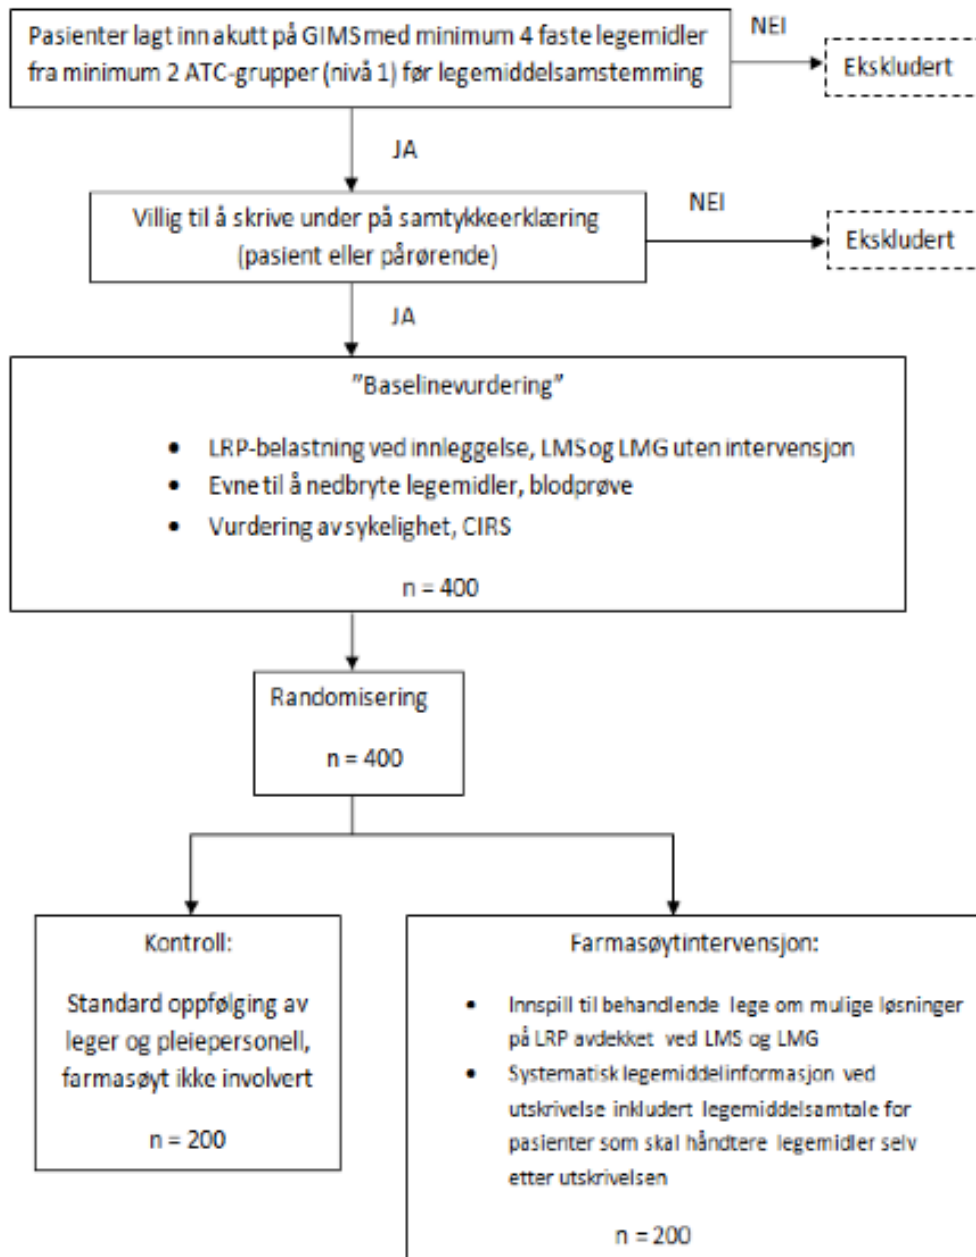 Pasienter lagt inn akutt på GIMS med minimum 4 faste legemidler
fra minimum 2 ATC-grupper (nivå 1) før legemiddelsamstemming
NEI
Ekskludert
JA
Villig til å skrive under på samtykkeerklæring
(pasient eller pårørende)
NEI
Ekskludert
JA
"Baselinevurdering"
• LRP-belastning ved innleggelse, LMS og LMG uten intervensjon
• Evne til å nedbryte legemidler, blodprøve
• Vurdering av sykelighet, CIRS
n = 400
Randomisering
n = 400
Kontroll:
Standard oppfølging av
leger og pleiepersonell,
farmasøyt ikke involvert
n = 200
Farmasøytintervensjon:
• Innspill til behandlende lege om mulige løsninger
på LRP avdekket ved LMS og LMG
• Systematisk legemiddelinformasjon ved
utskrivelse inkludert legemiddelsamtale for
pasienter som skal håndtere legemidler selv
etter utskrivelsen
n = 200